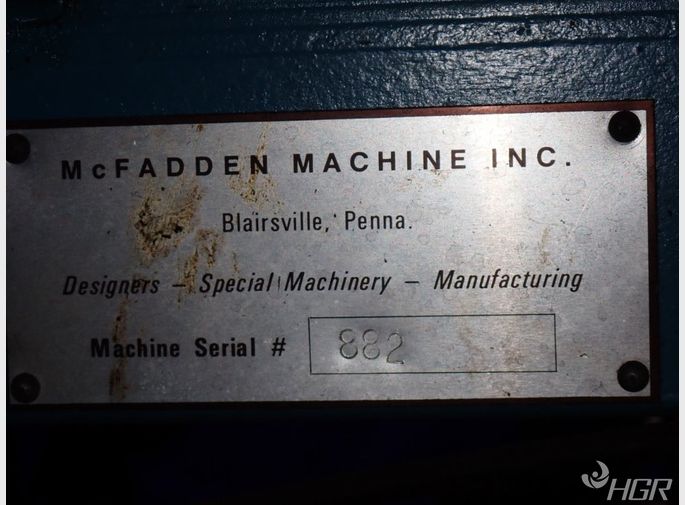 McFADDEN MACHINE INC.
Blairsville, Penna.
Designers – Special Machinery – Manufacturing
Machine Serial # 882
HGR